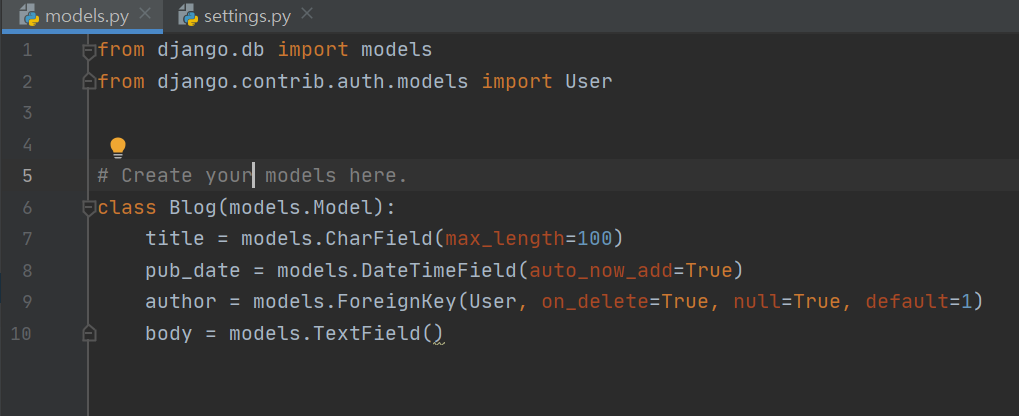 models.py settings.py
1 from django.db import models
2 from django.contrib.auth.models import User
3
4
5 # Create your models here.
6 class Blog(models.Model):
7     title = models.CharField(max_length=100)
8     pub_date = models.DateTimeField(auto_now_add=True)
9     author = models.ForeignKey(User, on_delete=True, null=True, default=1)
10     body = models.TextField()